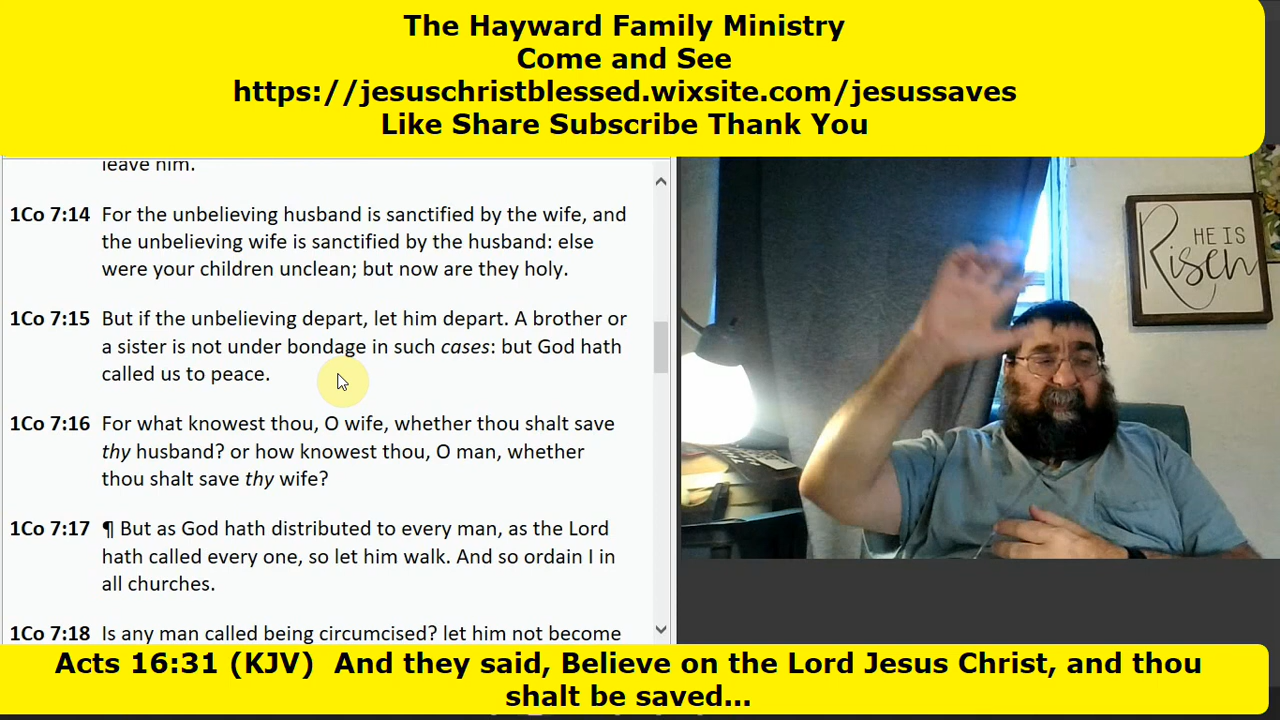 The Hayward Family Ministry
Come and See
https://jesuschristblessed.wixsite.com/jesussaves
Like Share Subscribe Thank You
leave him.
1Co 7:14 For the unbelieving husband is sanctified by the wife, and
the unbelieving wife is sanctified by the husband: else
were your children unclean; but now are they holy.
1Co 7:15 But if the unbelieving depart, let him depart. A brother or
a sister is not under bondage in such cases: but God hath
called us to peace.
1Co 7:16 For what knowest thou, O wife, whether thou shalt save
thy husband? or how knowest thou, O man, whether
thou shalt save thy wife?
1Co 7:17 ¶ But as God hath distributed to every man, as the Lord
hath called every one, so let him walk. And so ordain I in
all churches.
1Co 7:18 Is any man called being circumcised? let him not become
HE IS
Risen
Acts 16:31 (KJV) And they said, Believe on the Lord Jesus Christ, and thou
shalt be saved...